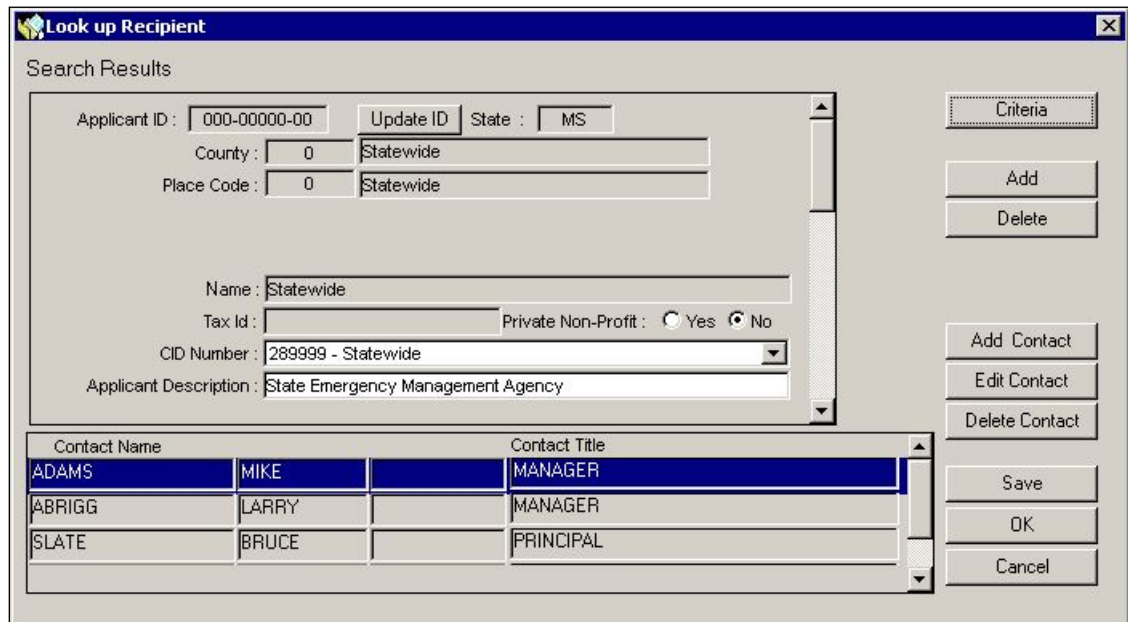 Look up Recipient
Search Results
Applicant ID : 000-00000-00 Update ID State : MS
County : 0 Statewide
Place Code : 0 Statewide
Name : Statewide
Tax Id : Private Non-Profit : Yes No
CID Number : 289999 - Statewide
Applicant Description : State Emergency Management Agency
Criteria
Add
Delete
Add Contact
Edit Contact
Delete Contact
Contact Name Contact Title
ADAMS MIKE MANAGER
ABRIGG LARRY MANAGER
SLATE BRUCE PRINCIPAL
Save
OK
Cancel